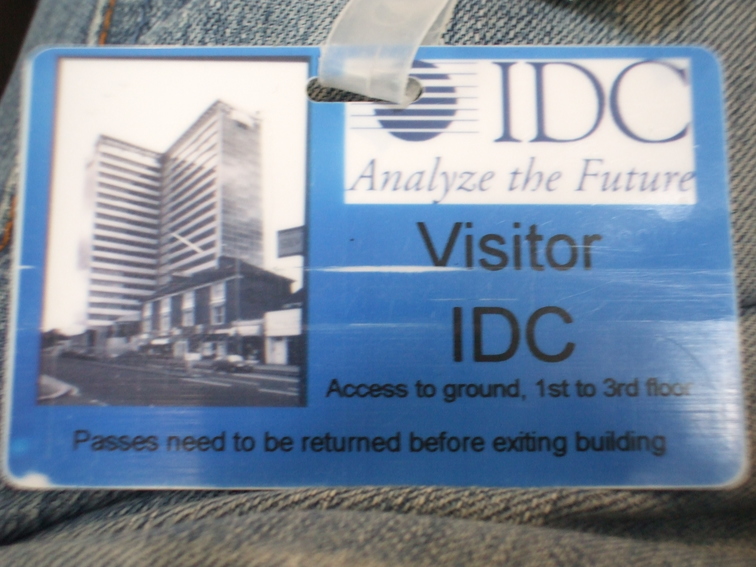 IDC
Analyze the Future
Visitor
IDC
Access to ground, 1st to 3rd floor
Passes need to be returned before exiting building